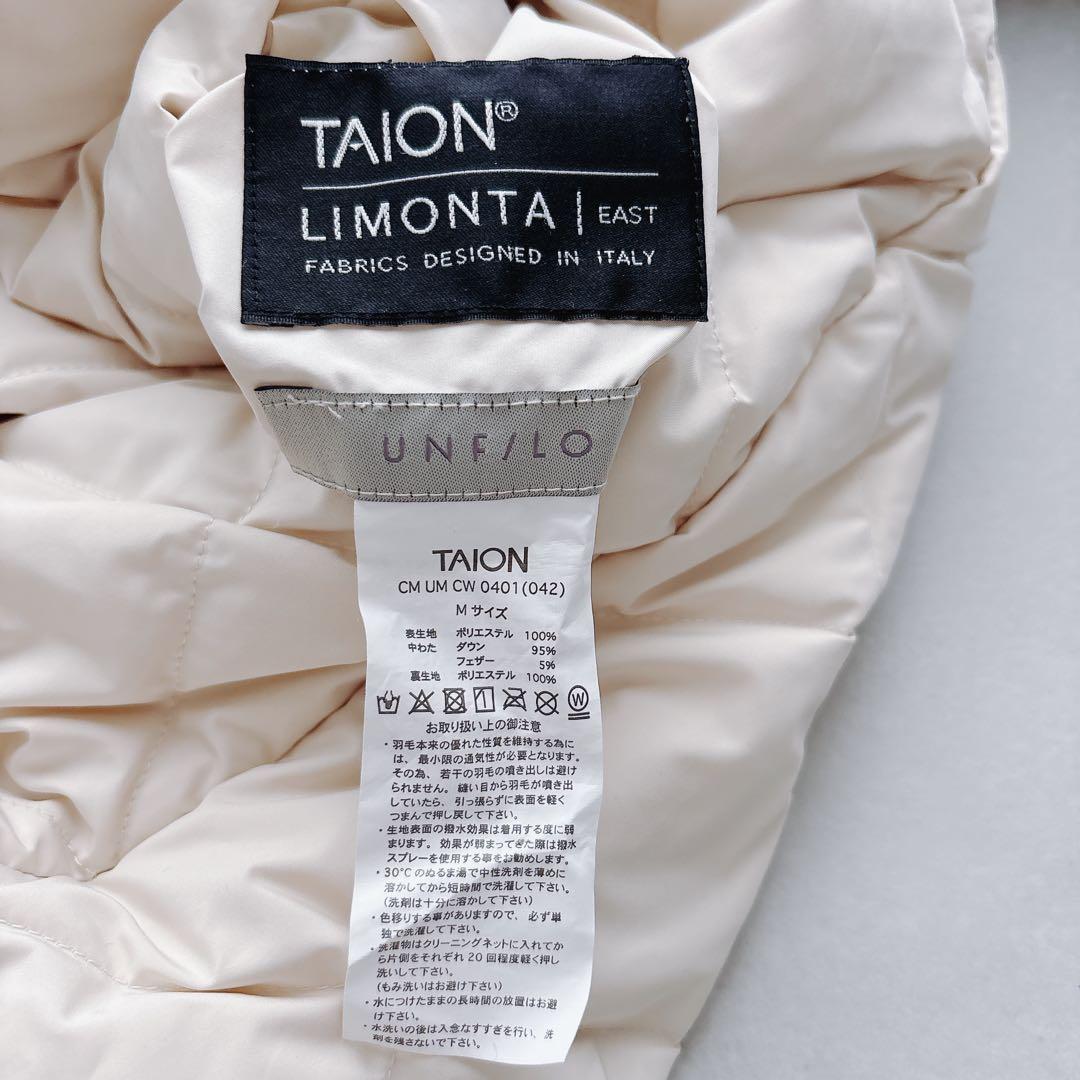 TAION®
LIMONTA | EAST
FABRICS DESIGNED IN ITALY
UNF/LO
TAION
CM UM CW 0401(042)
M サイズ
表生地 ポリエステル 100%
中わた ダウン 95%
フェザー 5%
裏生地 ポリエステル 100%
W
お取り扱い上の御注意
・羽毛本来の優れた性質を維持する為に
は、最小限の通気性が必要となります。
その為、若干の羽毛の噴き出しは避け
られません。縫い目から羽毛が噴き出
していたら、引っ張らずに表面を軽く
つまんで押し戻して下さい。
・生地表面の撥水効果は着用する度に弱
まります。効果が弱まってきた際は撥水
スプレーを使用する事をお勧めします。
・30℃のぬるま湯で中性洗剤を薄めに
溶かしてから短時間で洗濯して下さい。
(洗剤は十分に溶かして下さい)
・色移りする事がありますので、必ず単
独で洗濯して下さい。
・洗濯物はクリーニングネットに入れてか
ら片側をそれぞれ 20 回程度軽く押し
洗いして下さい。
(もみ洗いはお避け下さい)
・水につけたままの長時間の放置はお避
け下さい。
・水洗いの後は入念なすすぎを行い、洗
剤を残さないで下さい。